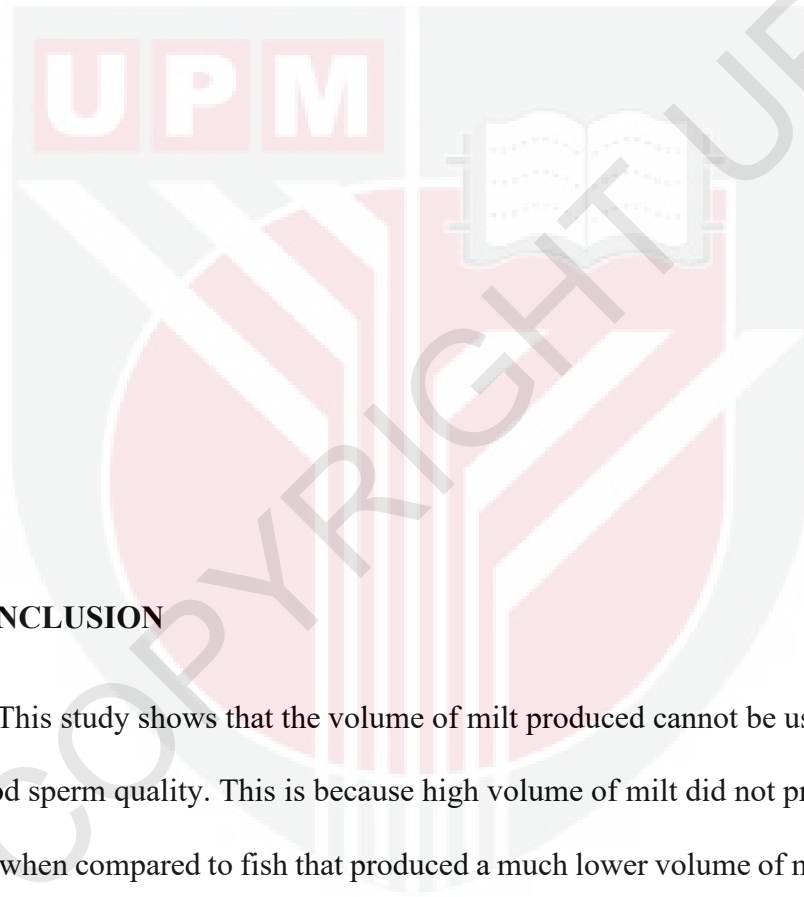 UPM
COPYRIGHT UP
NCLUSION
This study shows that the volume of milt produced cannot be us
od sperm quality. This is because high volume of milt did not pr
when compared to fish that produced a much lower volume of m